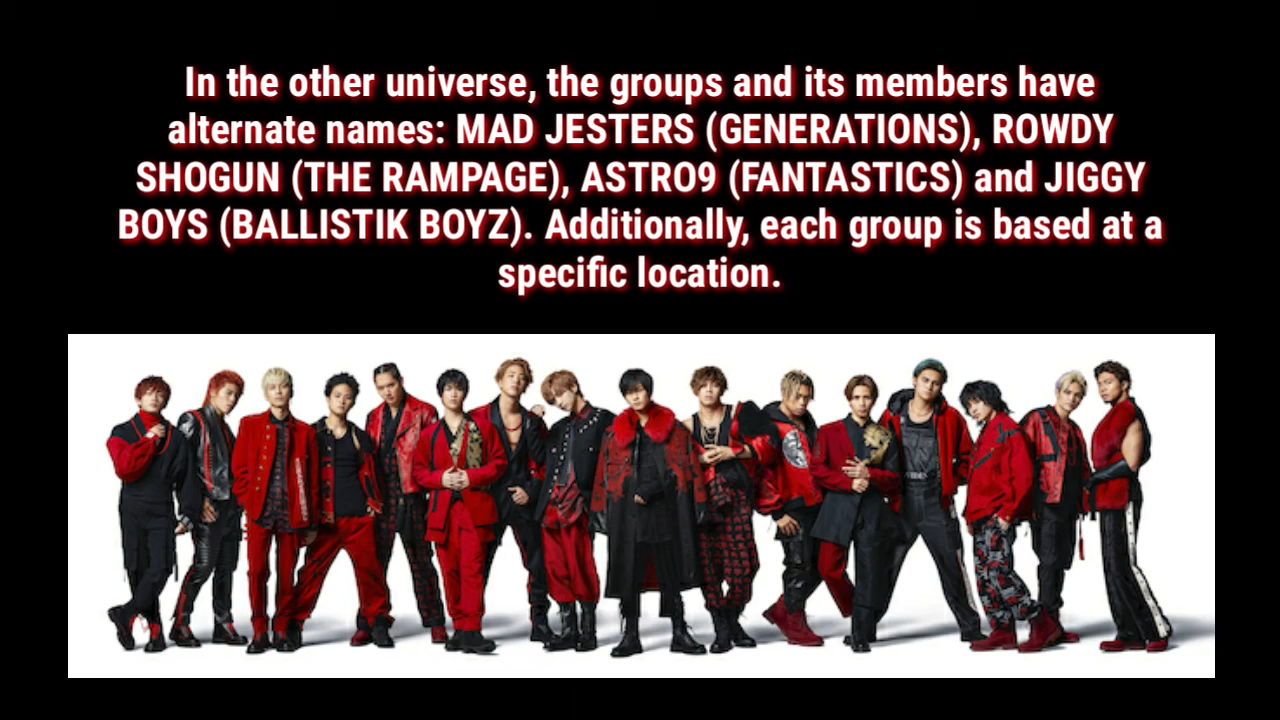 In the other universe, the groups and its members have
alternate names: MAD JESTERS (GENERATIONS), ROWDY
SHOGUN (THE RAMPAGE), ASTRO9 (FANTASTICS) and JIGGY
BOYS (BALLISTIK BOYZ). Additionally, each group is based at a
specific location.